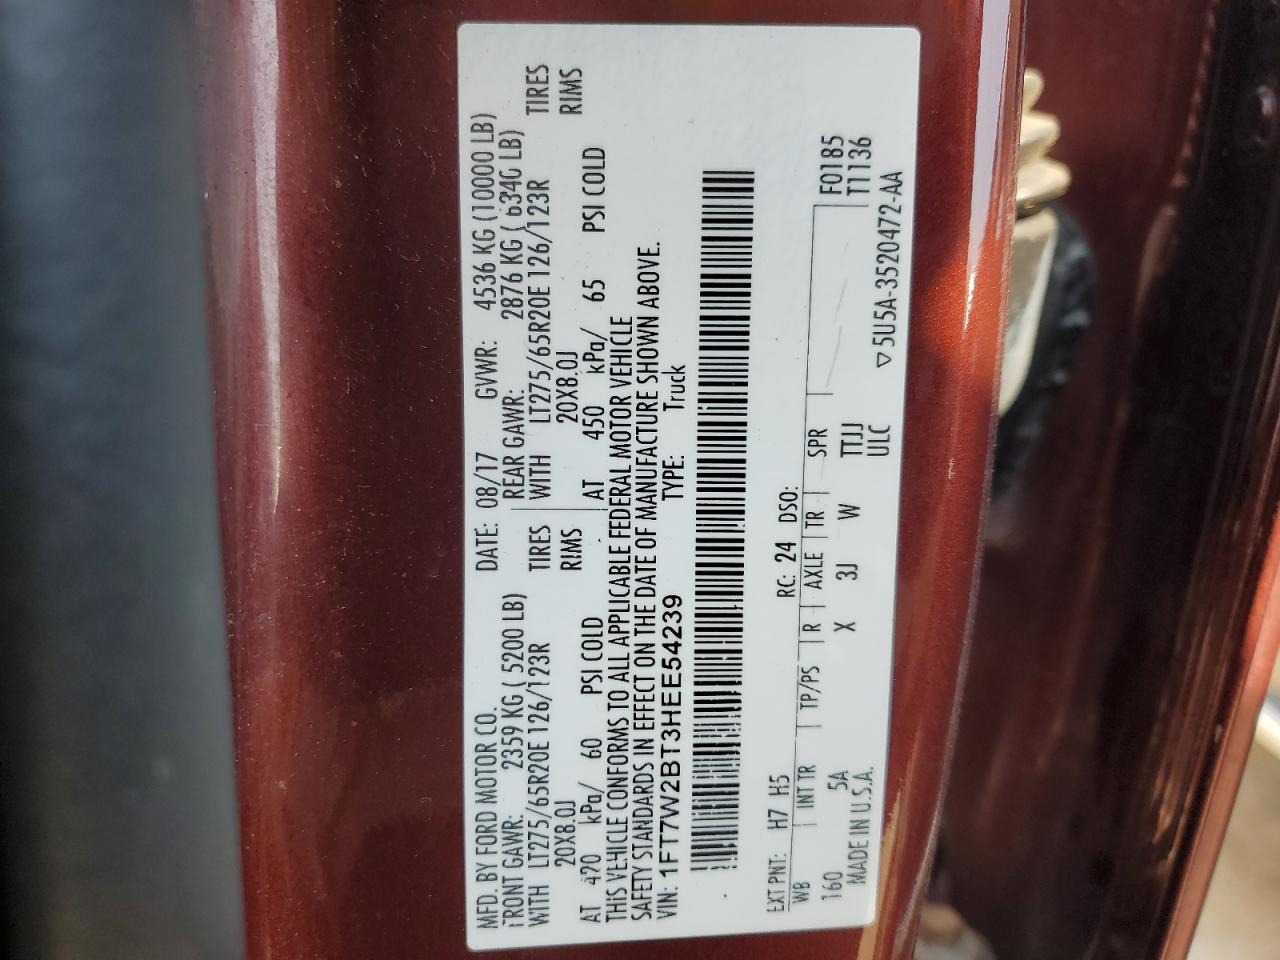 MFD. BY FORD MOTOR CO. DATE: 08/17 GVWR: 4536 KG (10000 LB)
FRONT GAWR: 2359 KG ( 5200 LB) REAR GAWR: 2876 KG ( 6340 LB)
WITH LT275/65R20E 126/123R TIRES WITH LT275/65R20E 126/123R TIRES
20X8.0J RIMS 20X8.0J RIMS
AT 420 kPa/ 60 PSI COLD AT 450 kPa/ 65 PSI COLD
THIS VEHICLE CONFORMS TO ALL APPLICABLE FEDERAL MOTOR VEHICLE
SAFETY STANDARDS IN EFFECT ON THE DATE OF MANUFACTURE SHOWN ABOVE.
VIN: 1FT7W2BT3HEE54239 TYPE: Truck
EXT PNT: H7 H5 RC: 24 DSO:
WB INT TR TP/PS R AXLE TR SPR F0185
160 5A X 3J W TTJJ T1136
MADE IN U.S.A. ULC ▽5U5A-3520472-AA